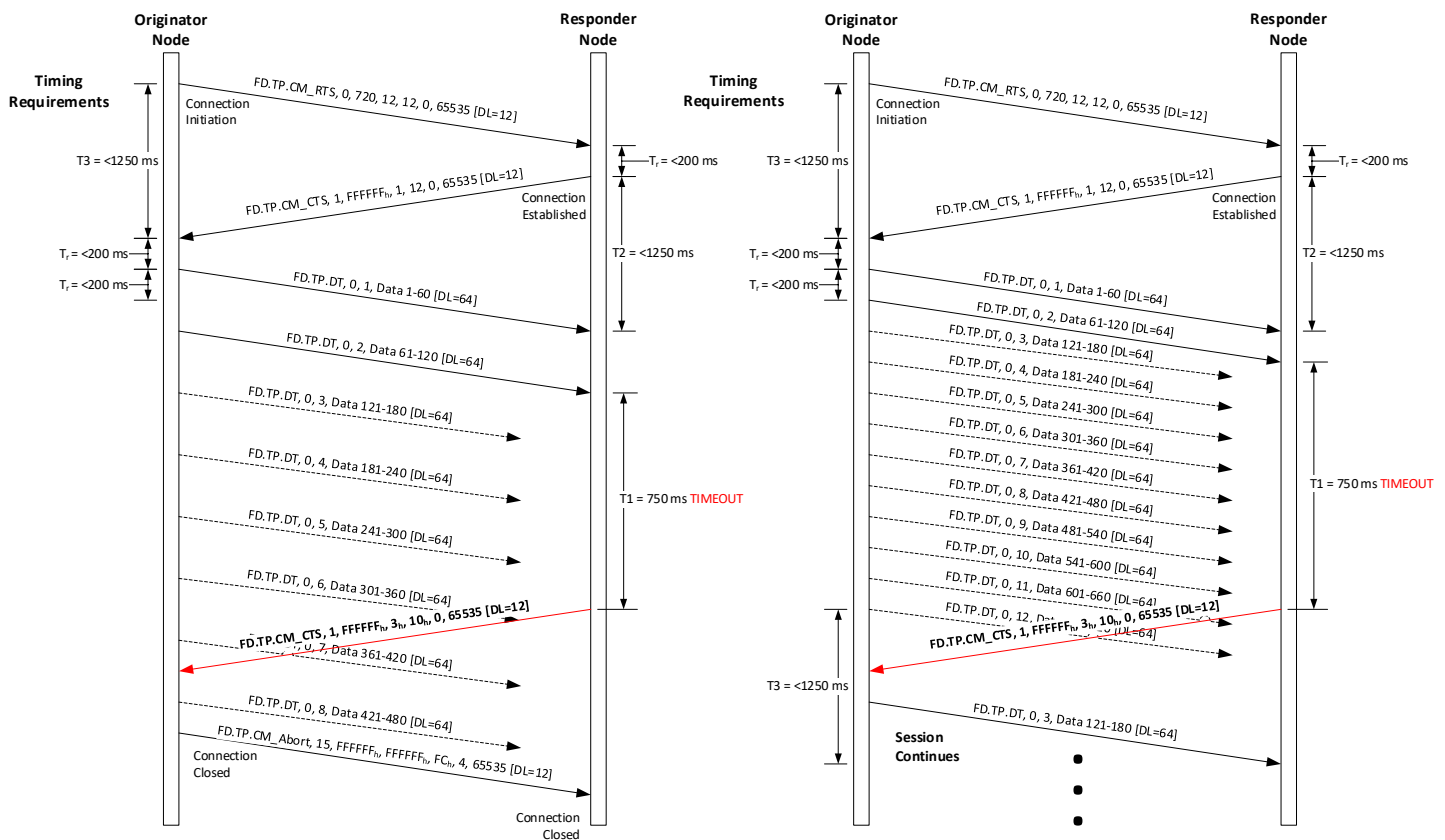 Originator
Node
Responder
Node
Timing
Requirements
FD.TP.CM_RTS, 0, 720, 12, 12, 0, 65535 [DL=12]
Connection
Initiation
T3 = <1250 ms
Tᵣ = <200 ms
FD.TP.CM_CTS, 1, FFFFFFₕ, 1, 12, 0, 65535 [DL=12]
Connection
Established
Tᵣ = <200 ms
T2 = <1250 ms
Tᵣ = <200 ms
FD.TP.DT, 0, 1, Data 1-60 [DL=64]
FD.TP.DT, 0, 2, Data 61-120 [DL=64]
FD.TP.DT, 0, 3, Data 121-180 [DL=64]
FD.TP.DT, 0, 4, Data 181-240 [DL=64]
T1 = 750 ms TIMEOUT
FD.TP.DT, 0, 5, Data 241-300 [DL=64]
FD.TP.DT, 0, 6, Data 301-360 [DL=64]
FD.TP.CM_CTS, 1, FFFFFFₕ, 3ₕ, 10ₕ, 0, 65535 [DL=12]
0, 7, Data 361-420 [DL=64]
FD.TP.DT, 0, 8, Data 421-480 [DL=64]
FD.TP.CM_Abort, 15, FFFFFFₕ, FFFFFFₕ, FCₕ, 4, 65535 [DL=12]
Connection
Closed
Connection
Closed
Originator
Node
Responder
Node
Timing
Requirements
FD.TP.CM_RTS, 0, 720, 12, 12, 0, 65535 [DL=12]
Connection
Initiation
T3 = <1250 ms
Tᵣ = <200 ms
FD.TP.CM_CTS, 1, FFFFFFₕ, 1, 12, 0, 65535 [DL=12]
Connection
Established
Tᵣ = <200 ms
T2 = <1250 ms
Tᵣ = <200 ms
FD.TP.DT, 0, 1, Data 1-60 [DL=64]
FD.TP.DT, 0, 2, Data 61-120 [DL=64]
FD.TP.DT, 0, 3, Data 121-180 [DL=64]
FD.TP.DT, 0, 4, Data 181-240 [DL=64]
FD.TP.DT, 0, 5, Data 241-300 [DL=64]
FD.TP.DT, 0, 6, Data 301-360 [DL=64]
FD.TP.DT, 0, 7, Data 361-420 [DL=64]
T1 = 750 ms TIMEOUT
FD.TP.DT, 0, 8, Data 421-480 [DL=64]
FD.TP.DT, 0, 9, Data 481-540 [DL=64]
FD.TP.DT, 0, 10, Data 541-600 [DL=64]
FD.TP.DT, 0, 11, Data 601-660 [DL=64]
FD.TP.DT, 0, 12, [DL=64]
FD.TP.CM_CTS, 1, FFFFFFₕ, 3ₕ, 10ₕ, 0, 65535 [DL=12]
T3 = <1250 ms
FD.TP.DT, 0, 3, Data 121-180 [DL=64]
Session
Continues